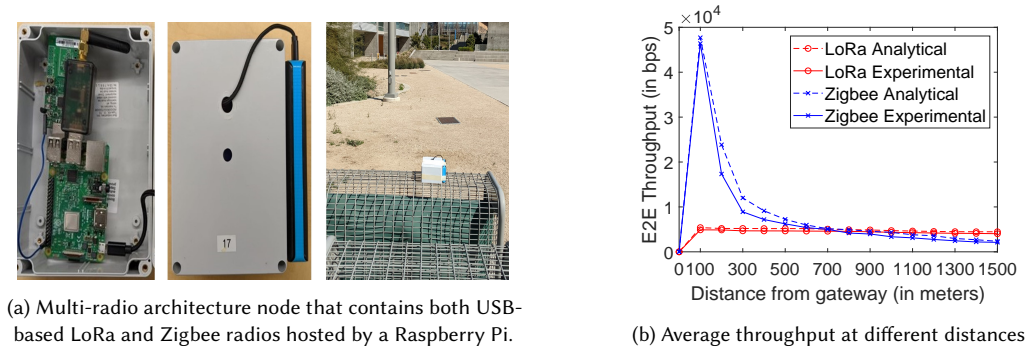 17
(a) Multi-radio architecture node that contains both USB-
based LoRa and Zigbee radios hosted by a Raspberry Pi.
×10⁴
5
4
3
2
1
0
E2E Throughput (in bps)
LoRa Analytical
LoRa Experimental
Zigbee Analytical
Zigbee Experimental
0 100 300 500 700 900 1100 1300 1500
Distance from gateway (in meters)
(b) Average throughput at different distances